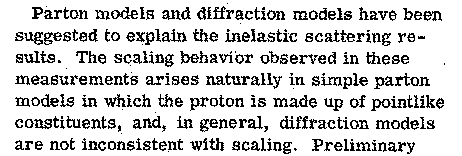 Parton models and diffraction models have been
suggested to explain the inelastic scattering re-
sults. The scaling behavior observed in these
measurements arises naturally in simple parton
models in which the proton is made up of pointlike
constituents, and, in general, diffraction models
are not inconsistent with scaling. Preliminary